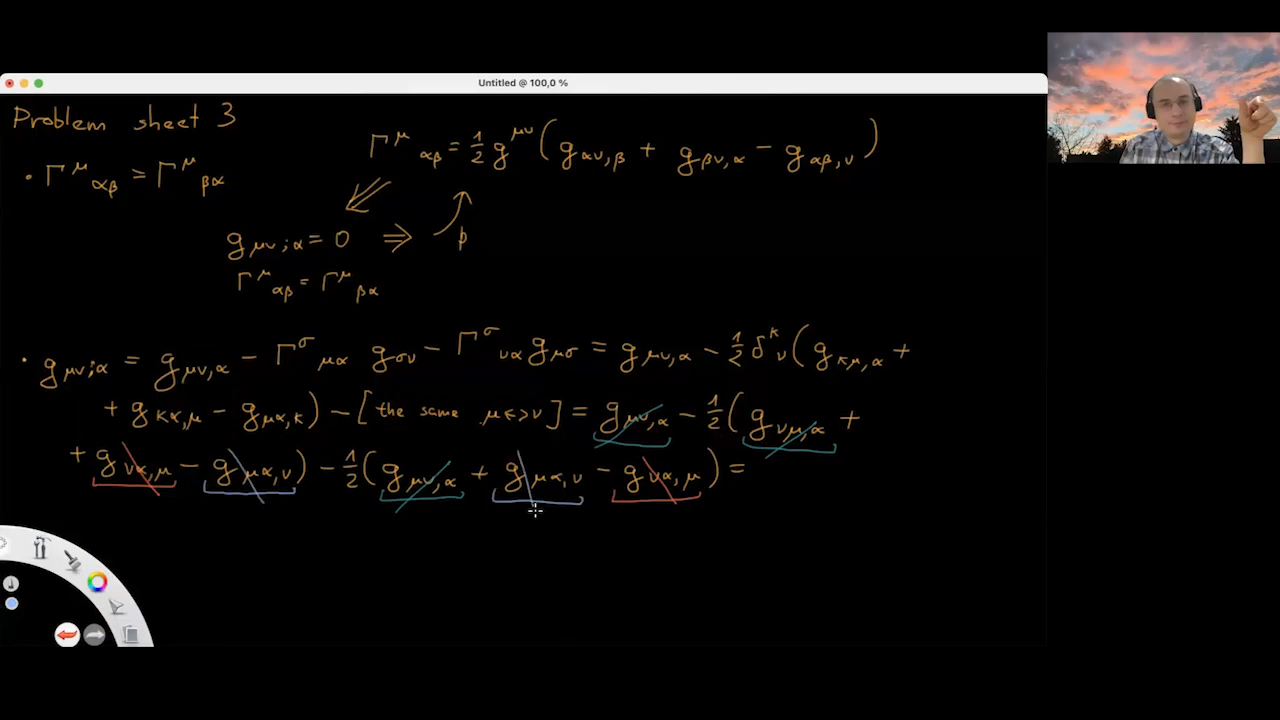 Untitled @ 100,0 %
Problem sheet 3
• Γ^μ_αβ = Γ^μ_βα
Γ^μ_αβ = 1/2 g^μν (g_αν,β + g_βν,α − g_αβ,ν)
g_μν;α = 0 ⇒
Γ^μ_αβ = Γ^μ_βα
• g_μν;α = g_μν,α − Γ^σ_μα g_σν − Γ^σ_να g_μσ = g_μν,α − 1/2 δ^κ_ν (g_κμ,α +
+ g_κα,μ − g_μα,κ) − [the same μ<->ν] = g_μν,α − 1/2 (g_νμ,α +
+ g_να,μ − g_μα,ν) − 1/2 (g_μν,α + g_μα,ν − g_να,μ) =